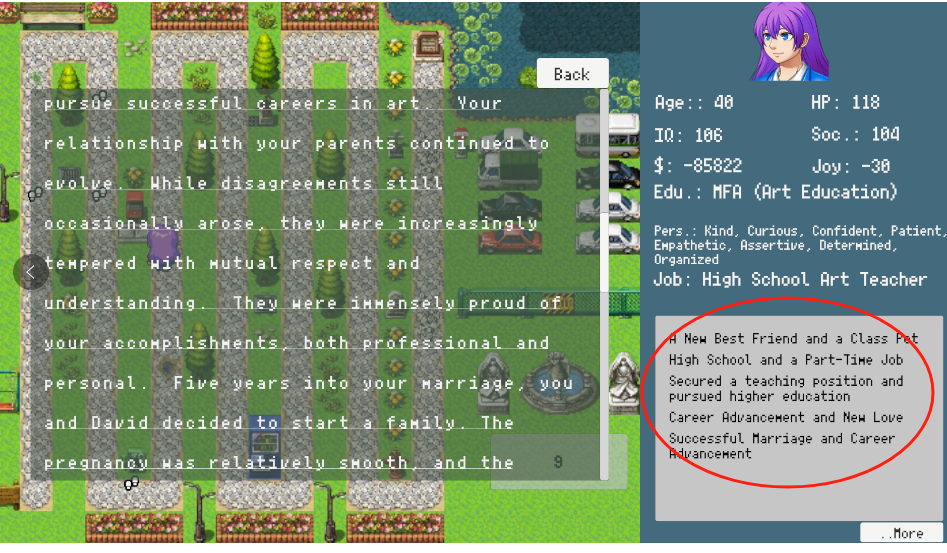 Back
pursue successful careers in art. Your
relationship with your parents continued to
evolve. While disagreements still
occasionally arose, they were increasingly
tempered with mutual respect and
understanding. They were immensely proud of
your accomplishments, both professional and
personal. Five years into your marriage, you
and David decided to start a family. The
pregnancy was relatively smooth, and the
9
Age:: 40 HP: 118
IQ: 106 Soc.: 104
$: -85822 Joy: -30
Edu.: MFA (Art Education)
Pers.: Kind, Curious, Confident, Patient,
Empathetic, Assertive, Determined,
Organized
Job: High School Art Teacher
A New Best Friend and a Class Pet
High School and a Part-Time Job
Secured a teaching position and
pursued higher education
Career Advancement and New Love
Successful Marriage and Career
Advancement
..More